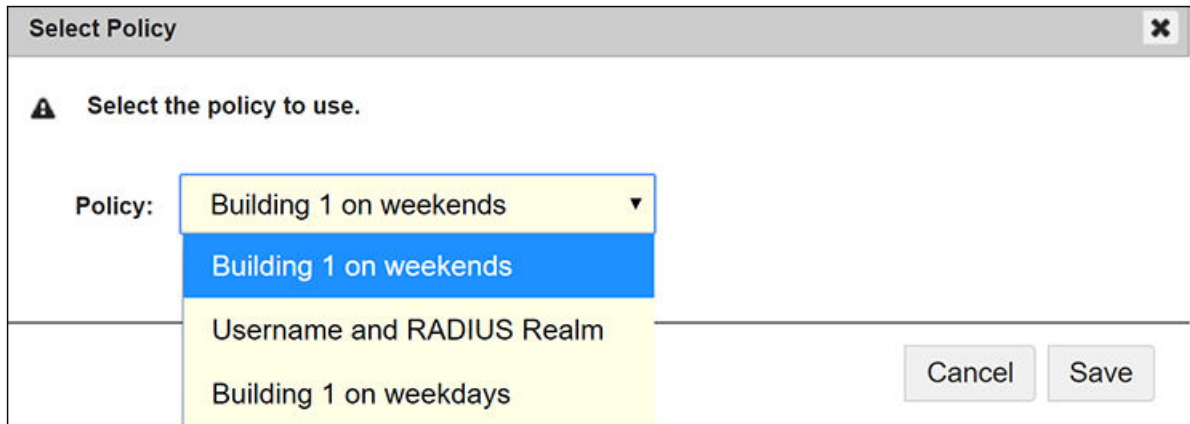 Select Policy
Select the policy to use.
Policy: Building 1 on weekends
Building 1 on weekends
Username and RADIUS Realm
Building 1 on weekdays
Cancel Save